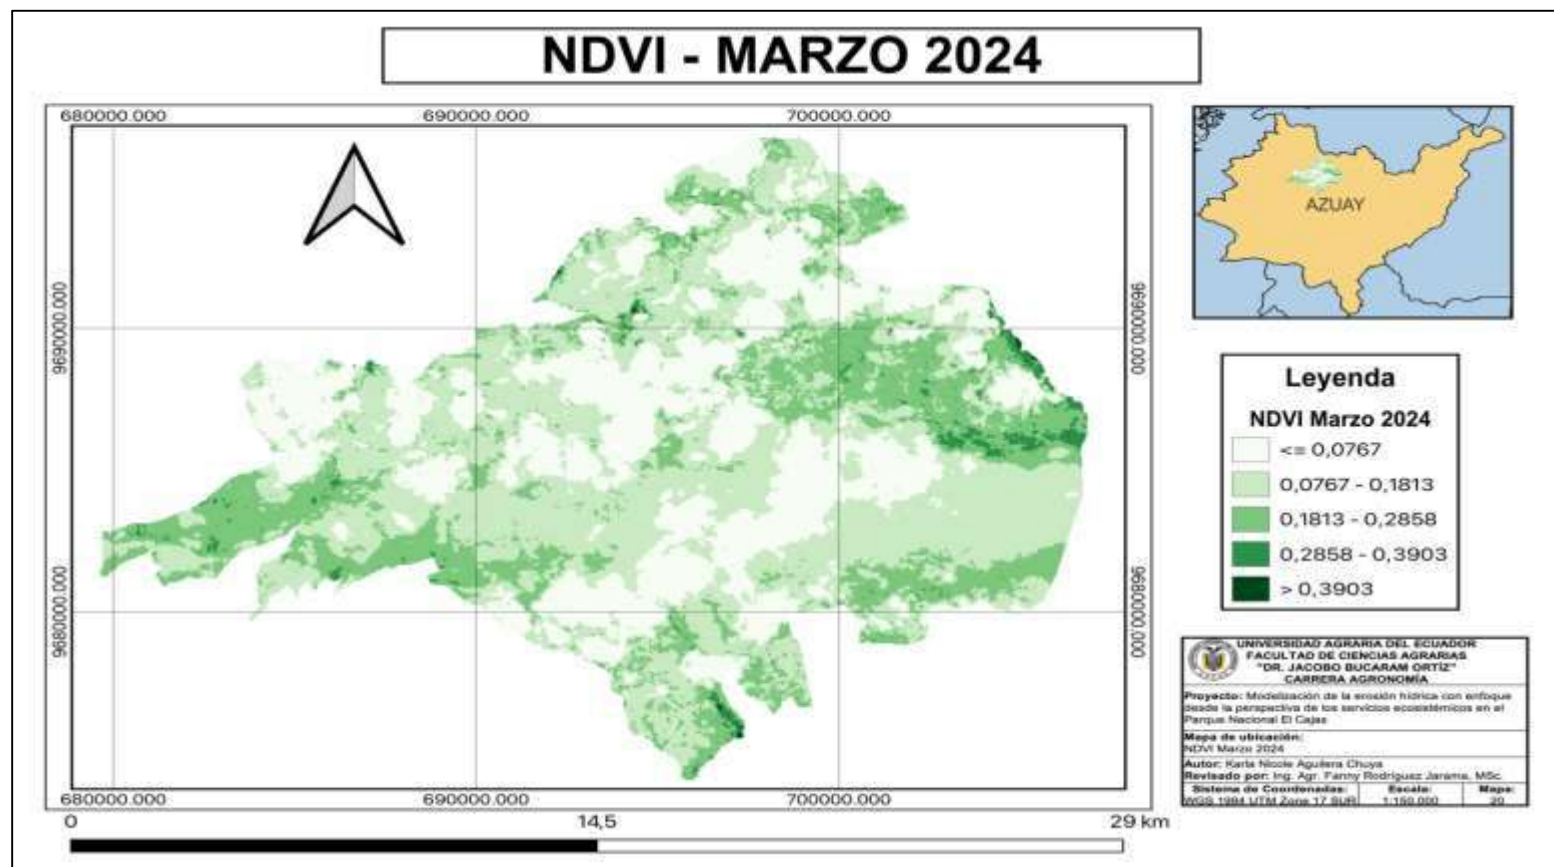 NDVI - MARZO 2024
680000.000
690000.000
700000.000
9690000.000
9690000.000
9680000.000
9680000.000
680000.000
690000.000
700000.000
0
14,5
29 km
AZUAY
Leyenda
NDVI Marzo 2024
<= 0,0767
0,0767 - 0,1813
0,1813 - 0,2858
0,2858 - 0,3903
> 0,3903
UNIVERSIDAD AGRARIA DEL ECUADOR
FACULTAD DE CIENCIAS AGRARIAS
"DR. JACOBO BUCARAM ORTÍZ"
CARRERA AGRONOMÍA
Proyecto: Modelización de la erosión hídrica con enfoque
desde la perspectiva de los servicios ecosistémicos en el
Parque Nacional El Cajas
Mapa de ubicación:
NDVI Marzo 2024
Autor: Karla Nicole Aguilera Chuya
Revisado por: Ing. Agr. Fanny Rodríguez Jarama, MSc.
Sistema de Coordenadas: Escala: Mapa:
WGS 1984 UTM Zone 17 SUR 1:150.000 20